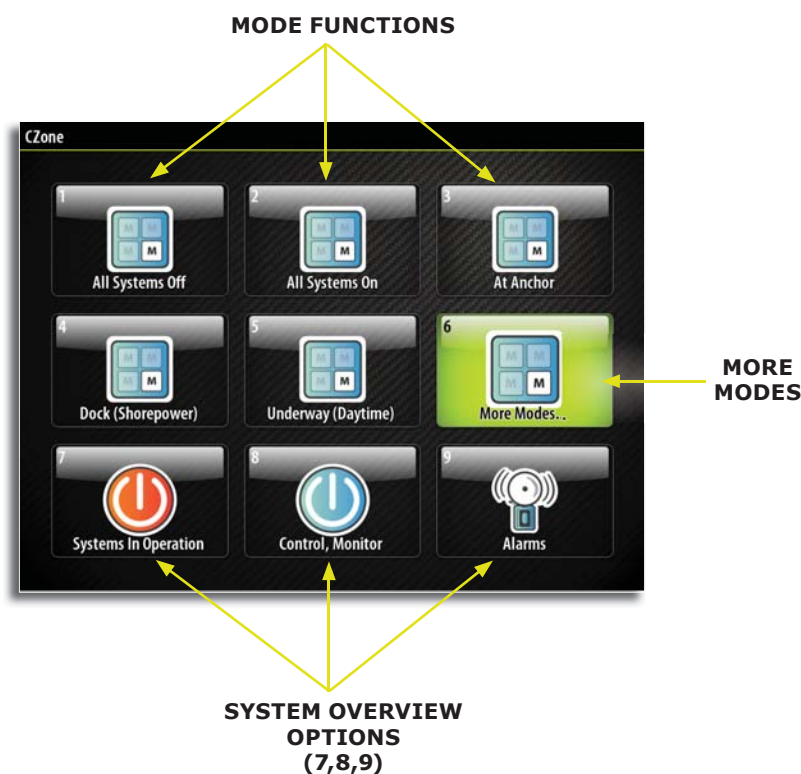 MODE FUNCTIONS
CZone
1
2
3
M M
M M
M M
M M
M M
M M
All Systems Off
All Systems On
At Anchor
4
5
6
M M
M M
M M
M M
M M
M M
Dock (Shorepower)
Underway (Daytime)
More Modes..
MORE
MODES
7
8
9
Systems In Operation
Control, Monitor
Alarms
SYSTEM OVERVIEW
OPTIONS
(7,8,9)